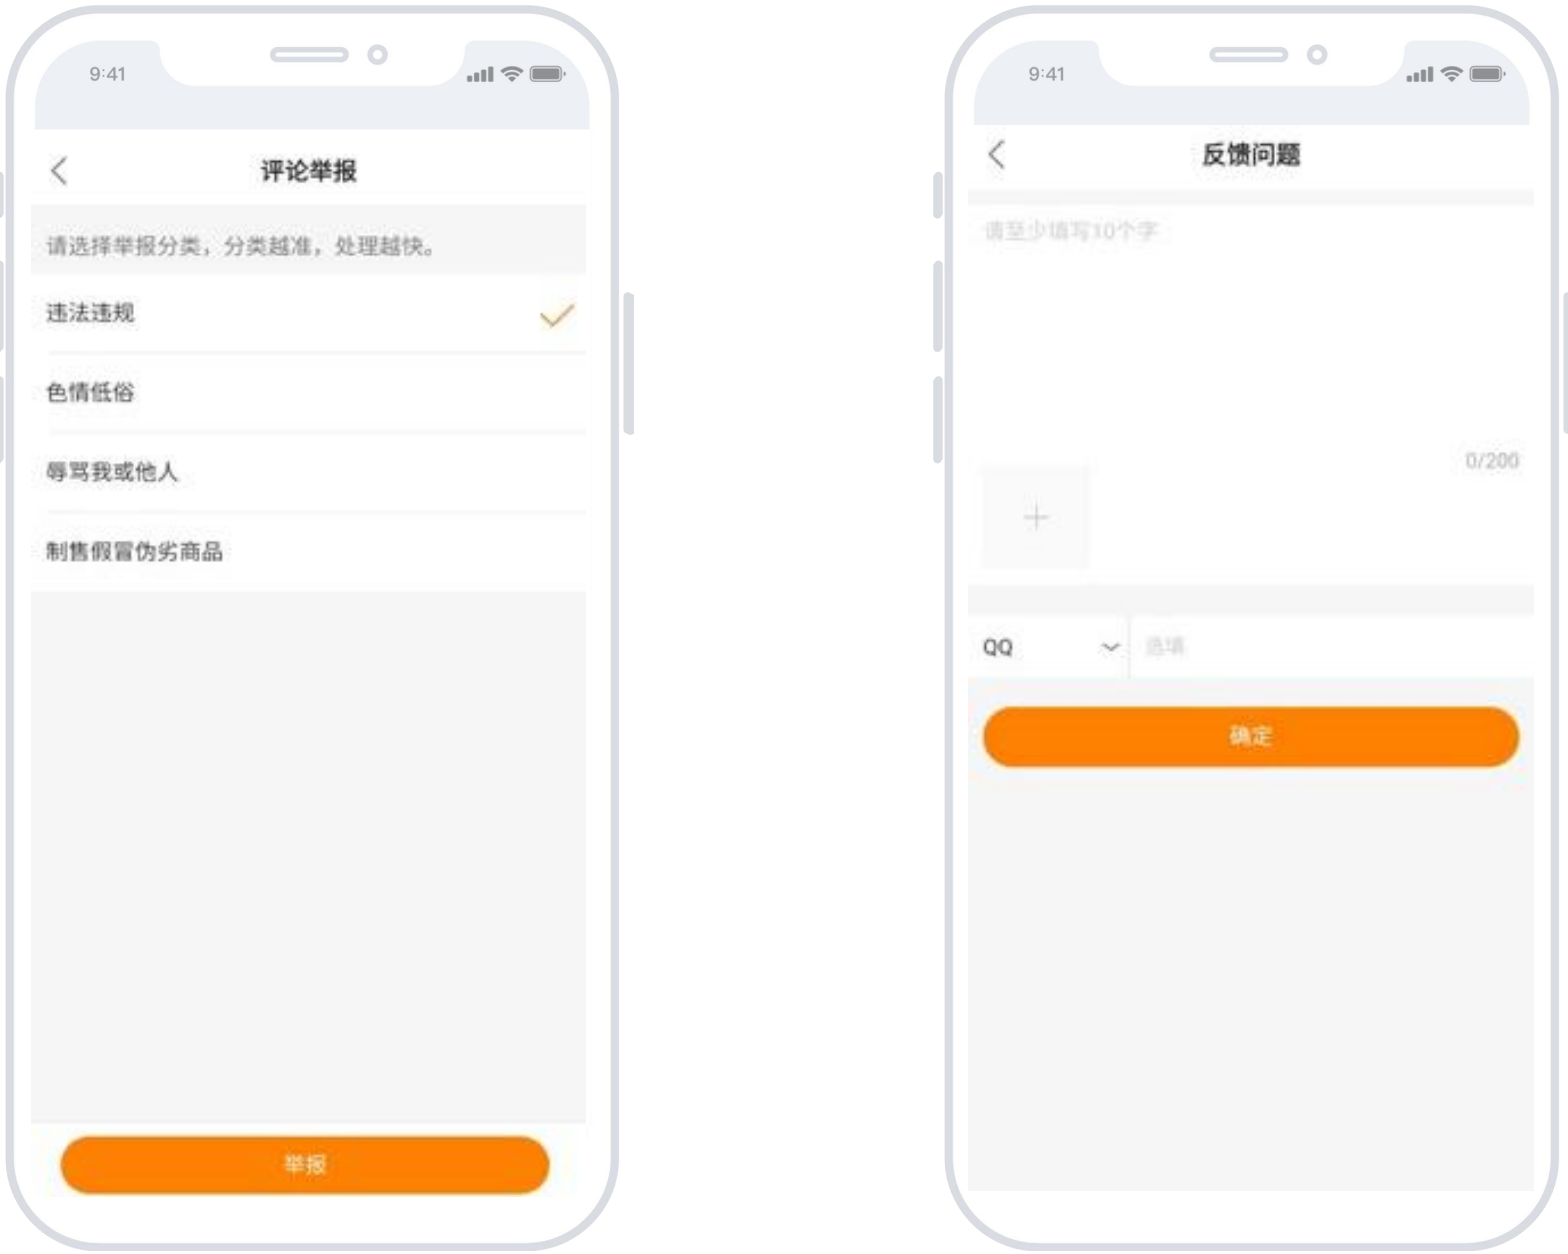 9:41
评论举报
请选择举报分类，分类越准，处理越快。
违法违规
色情低俗
辱骂我或他人
制售假冒伪劣商品
举报
9:41
反馈问题
请至少填写10个字
0/200
QQ
选填
确定